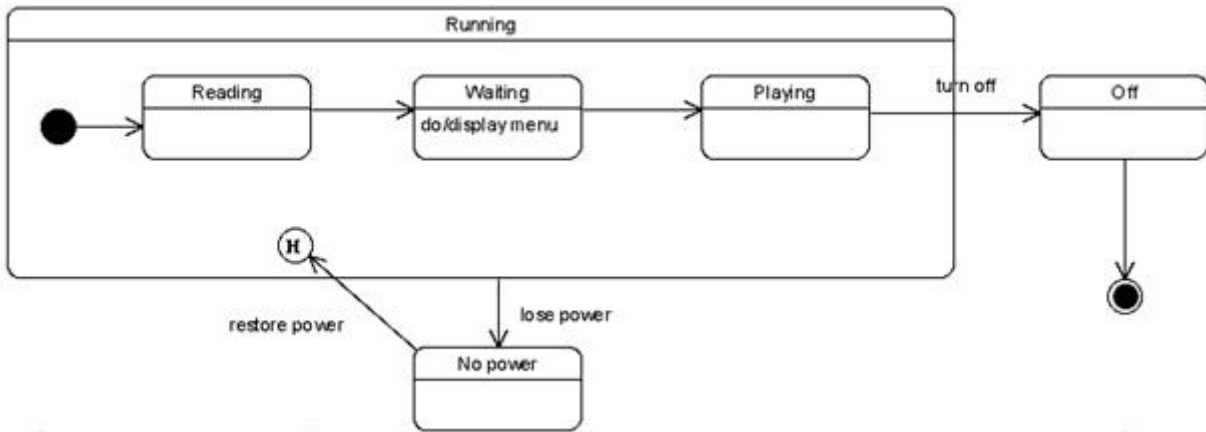 Running
Reading
Waiting
do/display menu
Playing
turn off
Off
H
restore power
lose power
No power